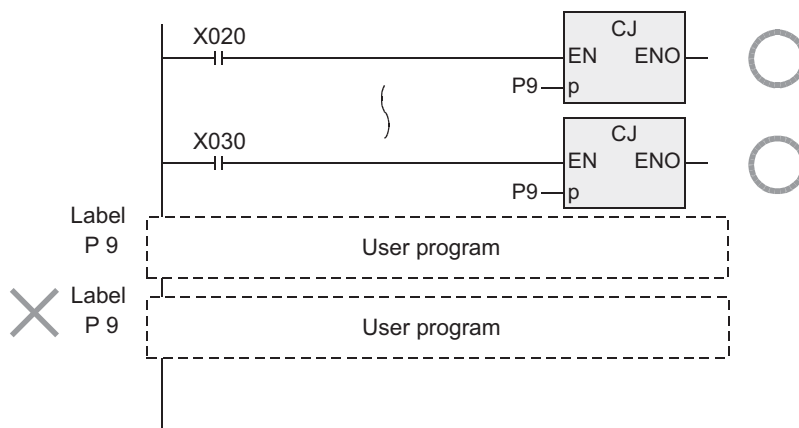 X020
CJ
EN ENO
P9 p
X030
CJ
EN ENO
P9 p
Label
P 9
User program
Label
P 9
User program